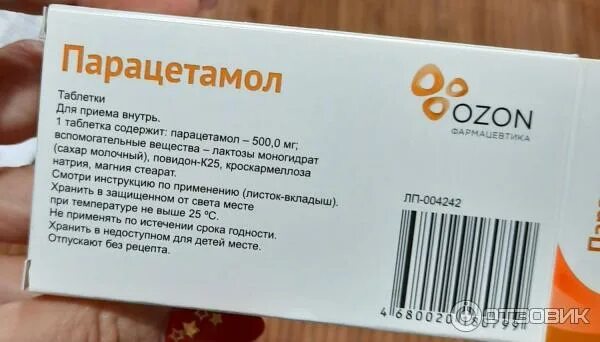 Парацетамол
Таблетки
Для приема внутрь.
1 таблетка содержит: парацетамол – 500,0 мг;
вспомогательные вещества – лактозы моногидрат
(сахар молочный), повидон-К25, кроскармеллоза
натрия, магния стеарат.
Смотри инструкцию по применению (листок-вкладыш).
Хранить в защищенном от света месте
при температуре не выше 25 ºС.
Не применять по истечении срока годности.
Хранить в недоступном для детей месте.
Отпускают без рецепта.
OZON
ФАРМАЦЕВТИКА
ЛП-004242
ОТЗОВИК